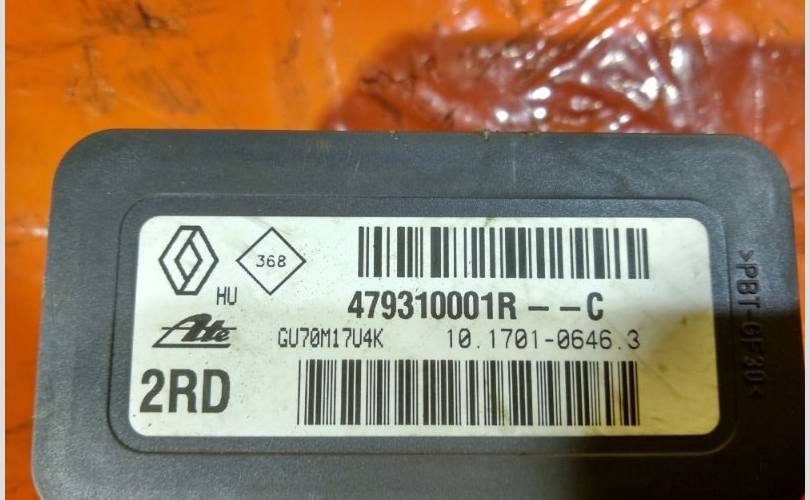 368
HU
479310001R--C
Ate
GU70M17U4K 10.1701-0646.3
2RD
>PBT-GF30<